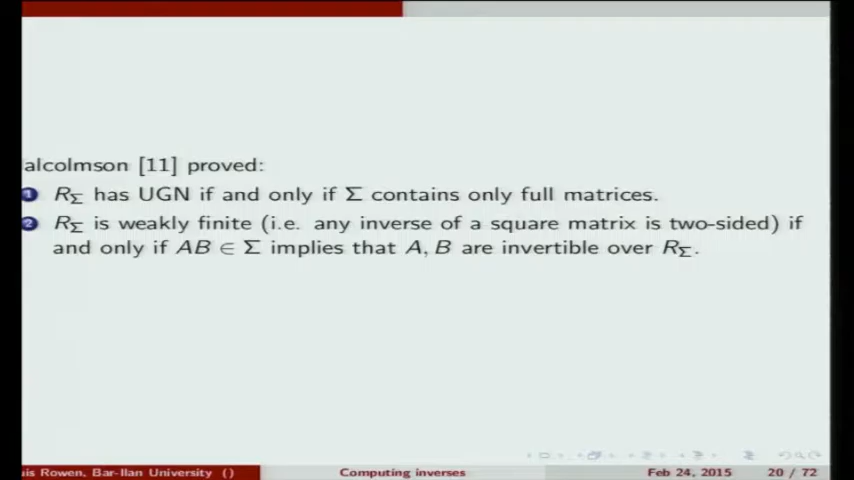 alcolmson [11] proved:
1 R_Σ has UGN if and only if Σ contains only full matrices.
2 R_Σ is weakly finite (i.e. any inverse of a square matrix is two-sided) if
and only if AB ∈ Σ implies that A, B are invertible over R_Σ.
is Rowen, Bar-Ilan University () Computing inverses Feb 24, 2015 20 / 72